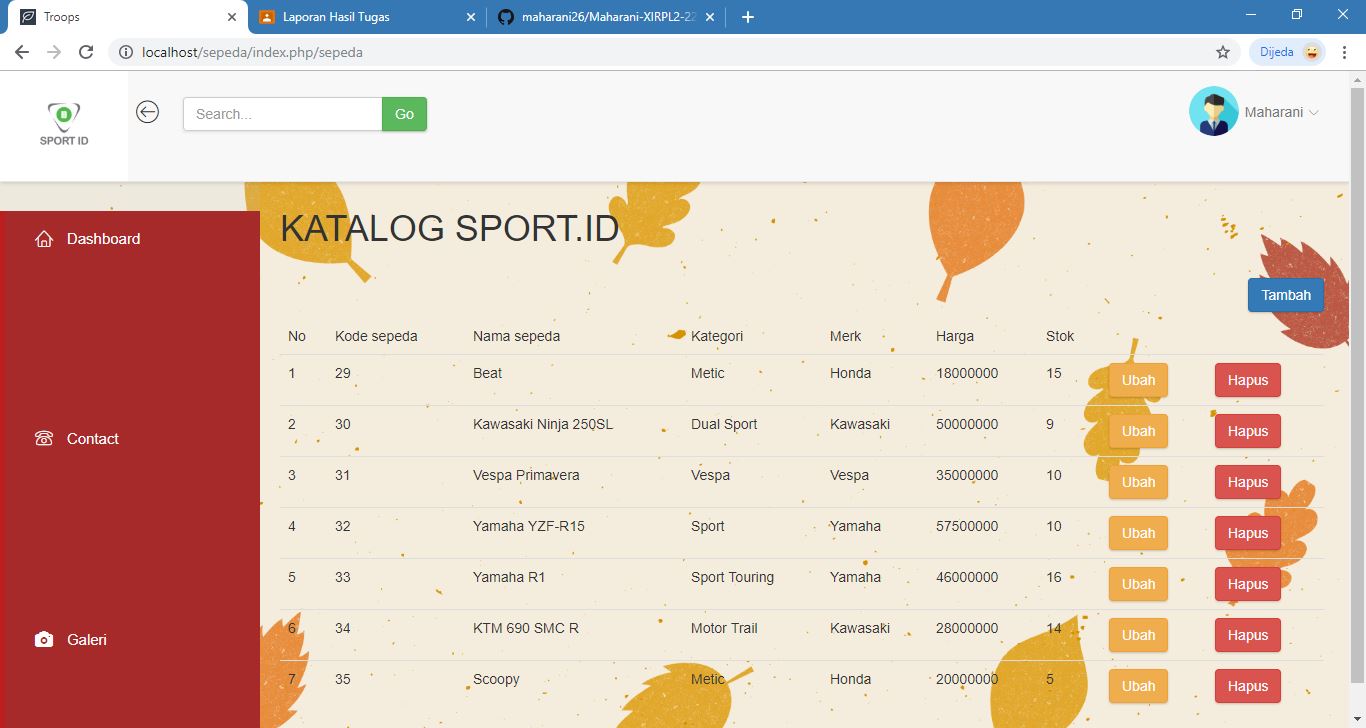 Troops
Laporan Hasil Tugas
maharani26/Maharani-XIRPL2-22
localhost/sepeda/index.php/sepeda
Dijeda
SPORT ID
Search...
Go
Maharani
Dashboard
Contact
Galeri
KATALOG SPORT.ID
Tambah
No Kode sepeda Nama sepeda Kategori Merk Harga Stok
1 29 Beat Metic Honda 18000000 15 Ubah Hapus
2 30 Kawasaki Ninja 250SL Dual Sport Kawasaki 50000000 9 Ubah Hapus
3 31 Vespa Primavera Vespa Vespa 35000000 10 Ubah Hapus
4 32 Yamaha YZF-R15 Sport Yamaha 57500000 10 Ubah Hapus
5 33 Yamaha R1 Sport Touring Yamaha 46000000 16 Ubah Hapus
6 34 KTM 690 SMC R Motor Trail Kawasaki 28000000 14 Ubah Hapus
7 35 Scoopy Metic Honda 20000000 5 Ubah Hapus